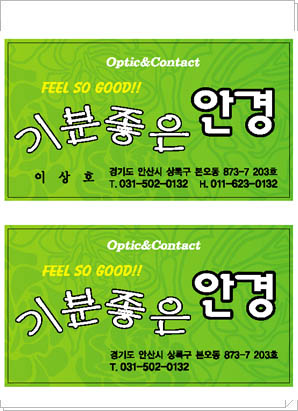 Optic&Contact
FEEL SO GOOD!!
기분좋은 안경
이 상 호
경기도 안산시 상록구 본오동 873-7 203호
T. 031-502-0132 H. 011-623-0132
Optic&Contact
FEEL SO GOOD!!
기분좋은 안경
경기도 안산시 상록구 본오동 873-7 203호
T. 031-502-0132